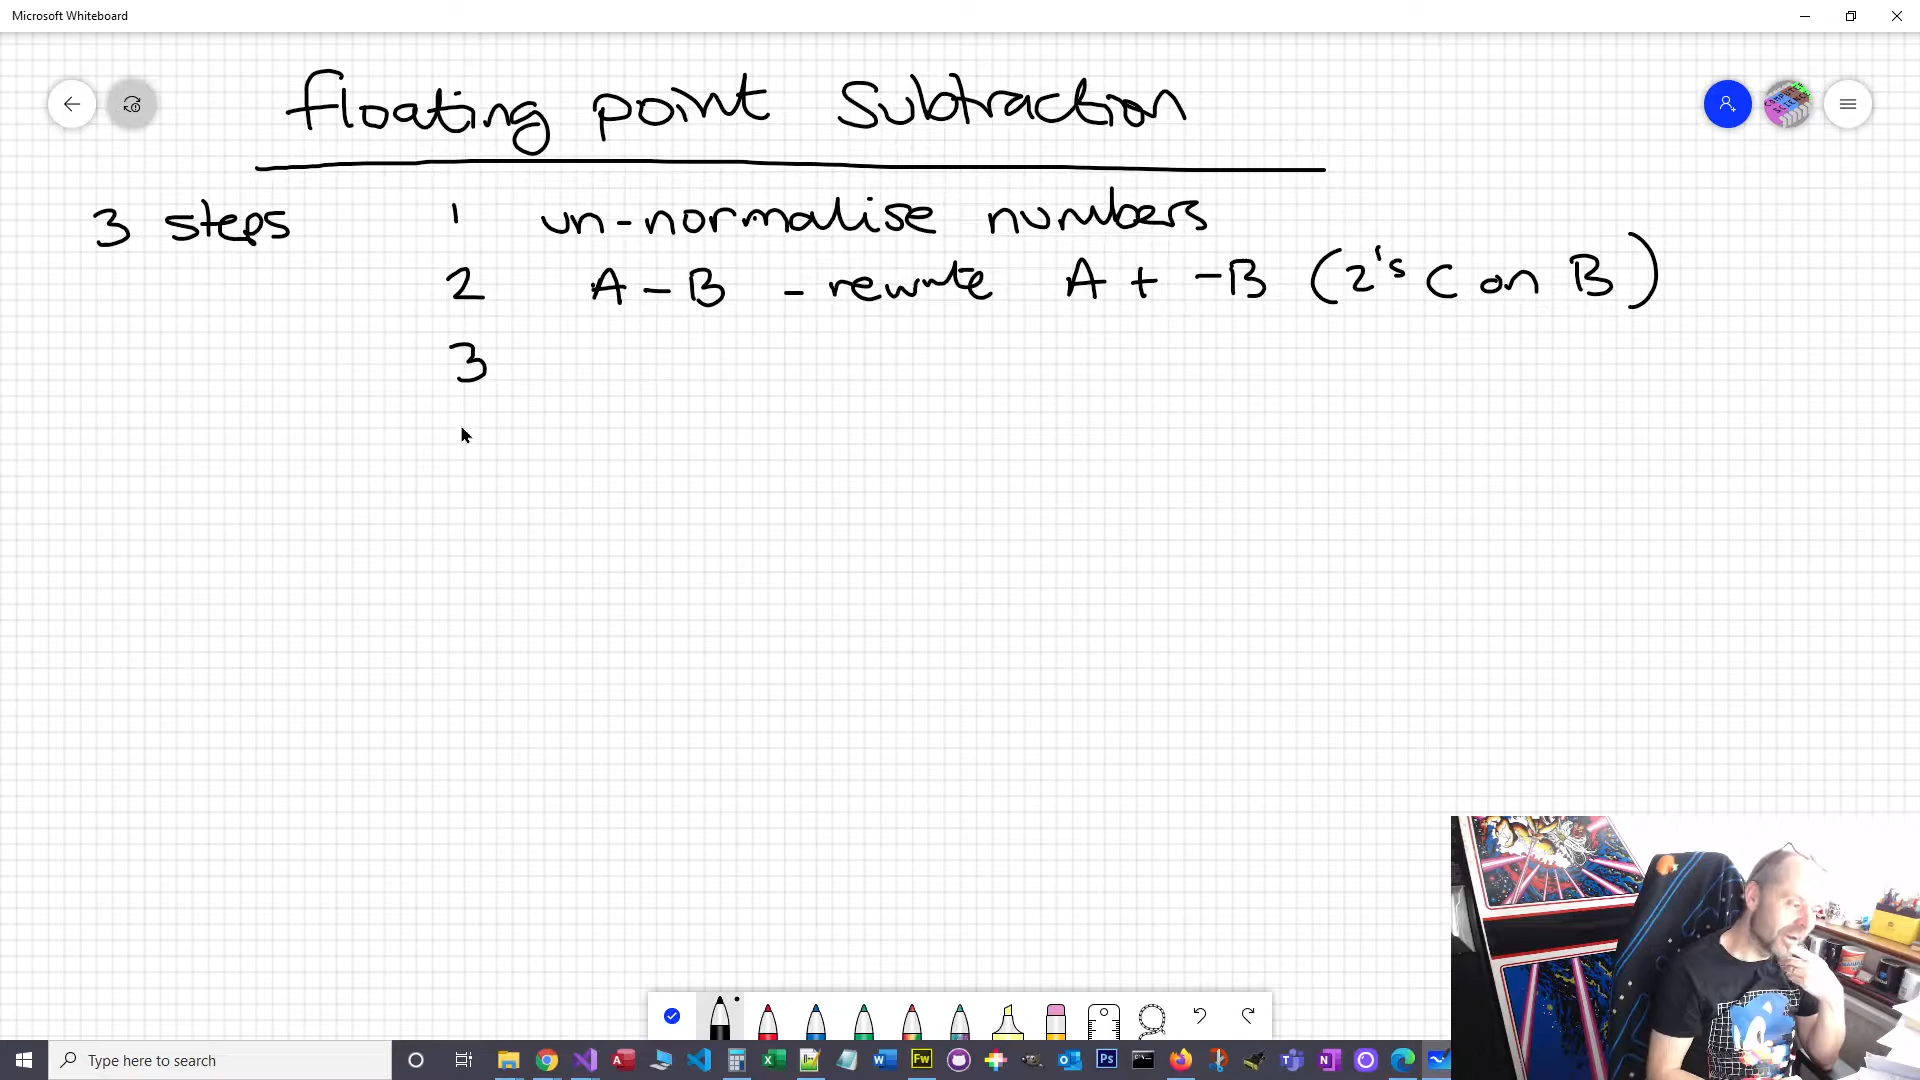 Microsoft Whiteboard
floating point Subtraction
3 steps 1 un-normalise numbers
2 A - B - rewrite A + -B (2's C on B)
3
Type here to search